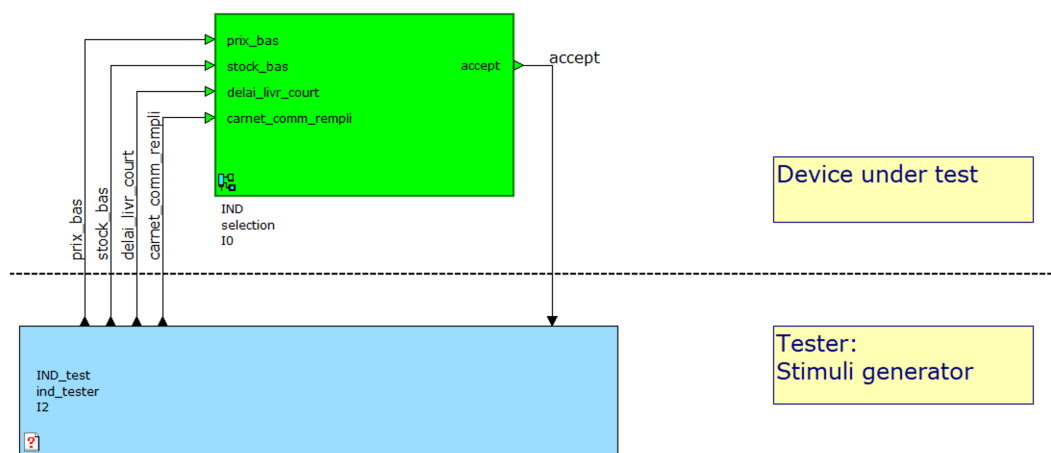 prix_bas
stock_bas
accept
delai_livr_court
carnet_comm_rempli
accept
prix_bas
stock_bas
delai_livr_court
carnet_comm_rempli
IND
selection
I0
Device under test
IND_test
ind_tester
I2
Tester:
Stimuli generator
?